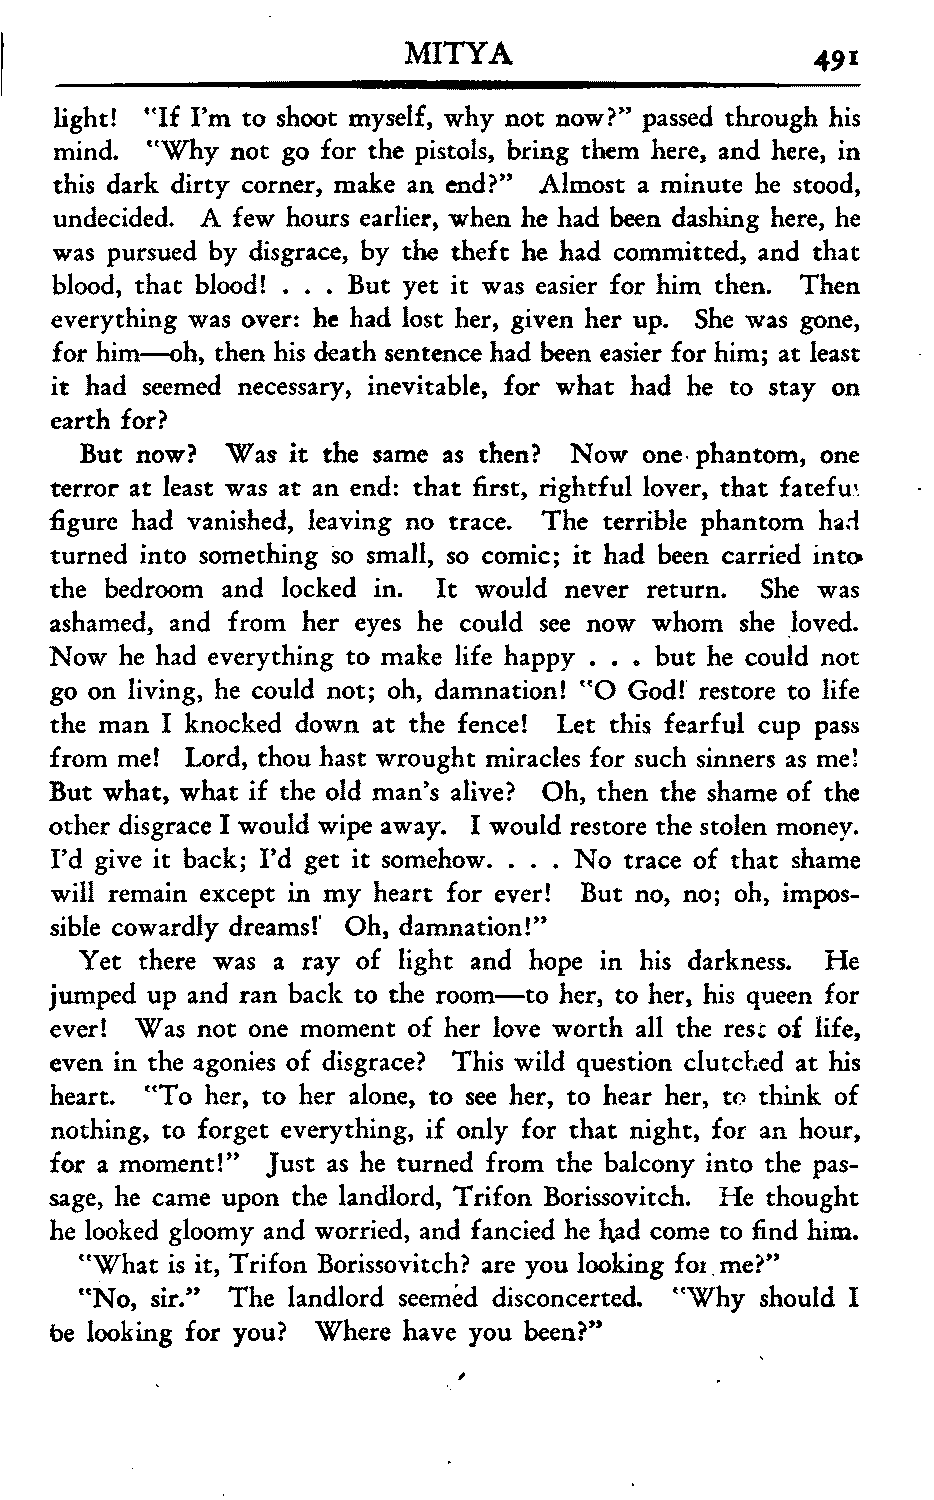 MITYA 491
light! "If I'm to shoot myself, why not now?" passed through his
mind. "Why not go for the pistols, bring them here, and here, in
this dark dirty corner, make an end?" Almost a minute he stood,
undecided. A few hours earlier, when he had been dashing here, he
was pursued by disgrace, by the theft he had committed, and that
blood, that blood! . . . But yet it was easier for him then. Then
everything was over: he had lost her, given her up. She was gone,
for him—oh, then his death sentence had been easier for him; at least
it had seemed necessary, inevitable, for what had he to stay on
earth for?
But now? Was it the same as then? Now one phantom, one
terror at least was at an end: that first, rightful lover, that fateful
figure had vanished, leaving no trace. The terrible phantom had
turned into something so small, so comic; it had been carried into
the bedroom and locked in. It would never return. She was
ashamed, and from her eyes he could see now whom she loved.
Now he had everything to make life happy . . . but he could not
go on living, he could not; oh, damnation! "O God! restore to life
the man I knocked down at the fence! Let this fearful cup pass
from me! Lord, thou hast wrought miracles for such sinners as me!
But what, what if the old man's alive? Oh, then the shame of the
other disgrace I would wipe away. I would restore the stolen money.
I'd give it back; I'd get it somehow. . . . No trace of that shame
will remain except in my heart for ever! But no, no; oh, impos-
sible cowardly dreams! Oh, damnation!"
Yet there was a ray of light and hope in his darkness. He
jumped up and ran back to the room—to her, to her, his queen for
ever! Was not one moment of her love worth all the rest of life,
even in the agonies of disgrace? This wild question clutched at his
heart. "To her, to her alone, to see her, to hear her, to think of
nothing, to forget everything, if only for that night, for an hour,
for a moment!" Just as he turned from the balcony into the pas-
sage, he came upon the landlord, Trifon Borissovitch. He thought
he looked gloomy and worried, and fancied he had come to find him.
"What is it, Trifon Borissovitch? are you looking for me?"
"No, sir." The landlord seemed disconcerted. "Why should I
be looking for you? Where have you been?"